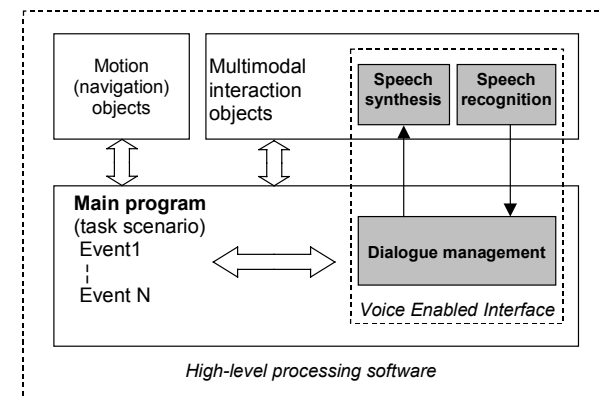 Motion
(navigation)
objects
Multimodal
interaction
objects
Speech
synthesis
Speech
recognition
Main program
(task scenario)
Event1
Event N
Dialogue management
Voice Enabled Interface
High-level processing software